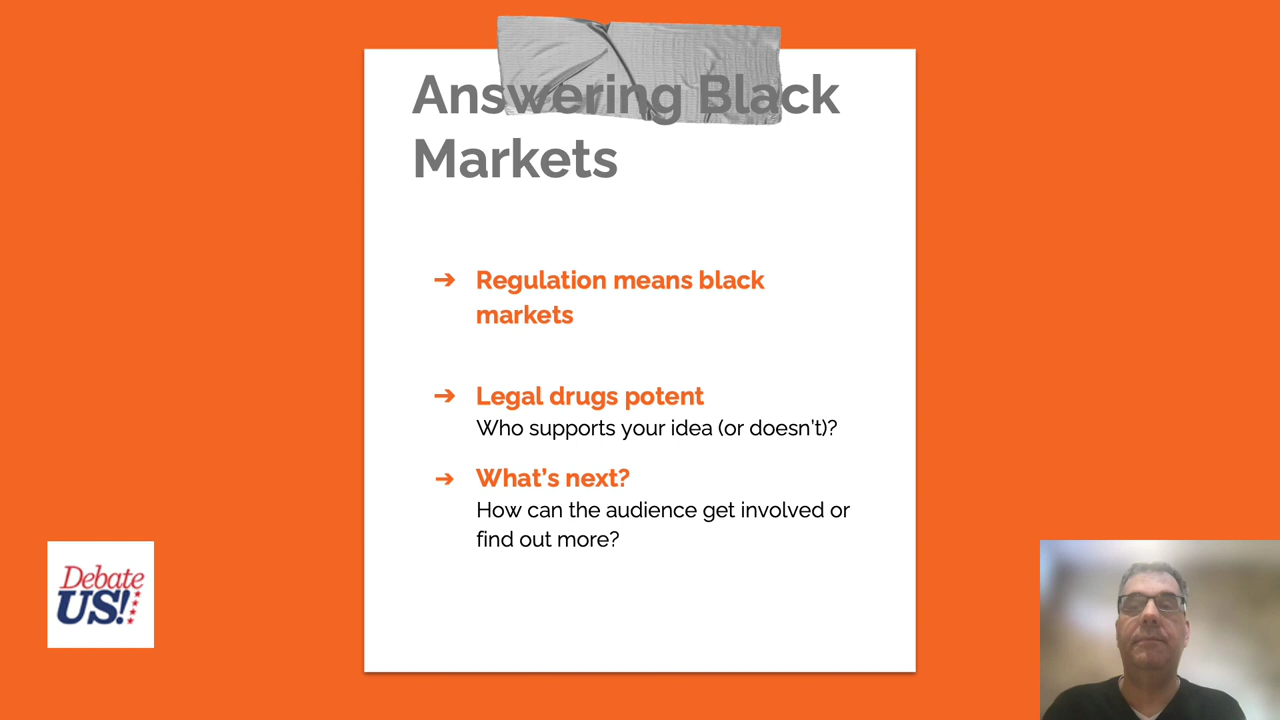 Answering Black
Markets
➔ Regulation means black
markets
➔ Legal drugs potent
Who supports your idea (or doesn't)?
➔ What's next?
How can the audience get involved or
find out more?
Debate
US!